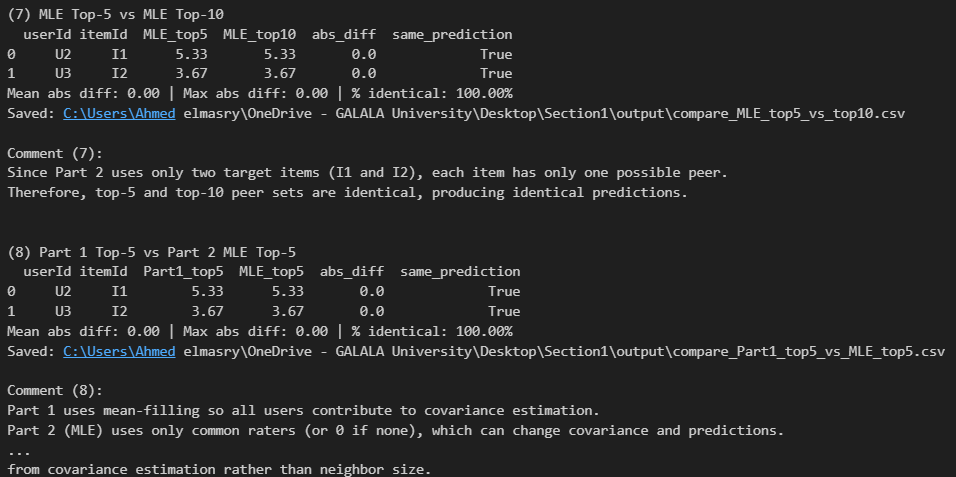 (7) MLE Top-5 vs MLE Top-10
userId itemId MLE_top5 MLE_top10 abs_diff same_prediction
0 U2 I1 5.33 5.33 0.0 True
1 U3 I2 3.67 3.67 0.0 True
Mean abs diff: 0.00 | Max abs diff: 0.00 | % identical: 100.00%
Saved: C:\Users\Ahmed elmasry\OneDrive - GALALA University\Desktop\Section1\output\compare_MLE_top5_vs_top10.csv
Comment (7):
Since Part 2 uses only two target items (I1 and I2), each item has only one possible peer.
Therefore, top-5 and top-10 peer sets are identical, producing identical predictions.
(8) Part 1 Top-5 vs Part 2 MLE Top-5
userId itemId Part1_top5 MLE_top5 abs_diff same_prediction
0 U2 I1 5.33 5.33 0.0 True
1 U3 I2 3.67 3.67 0.0 True
Mean abs diff: 0.00 | Max abs diff: 0.00 | % identical: 100.00%
Saved: C:\Users\Ahmed elmasry\OneDrive - GALALA University\Desktop\Section1\output\compare_Part1_top5_vs_MLE_top5.csv
Comment (8):
Part 1 uses mean-filling so all users contribute to covariance estimation.
Part 2 (MLE) uses only common raters (or 0 if none), which can change covariance and predictions.
...
from covariance estimation rather than neighbor size.